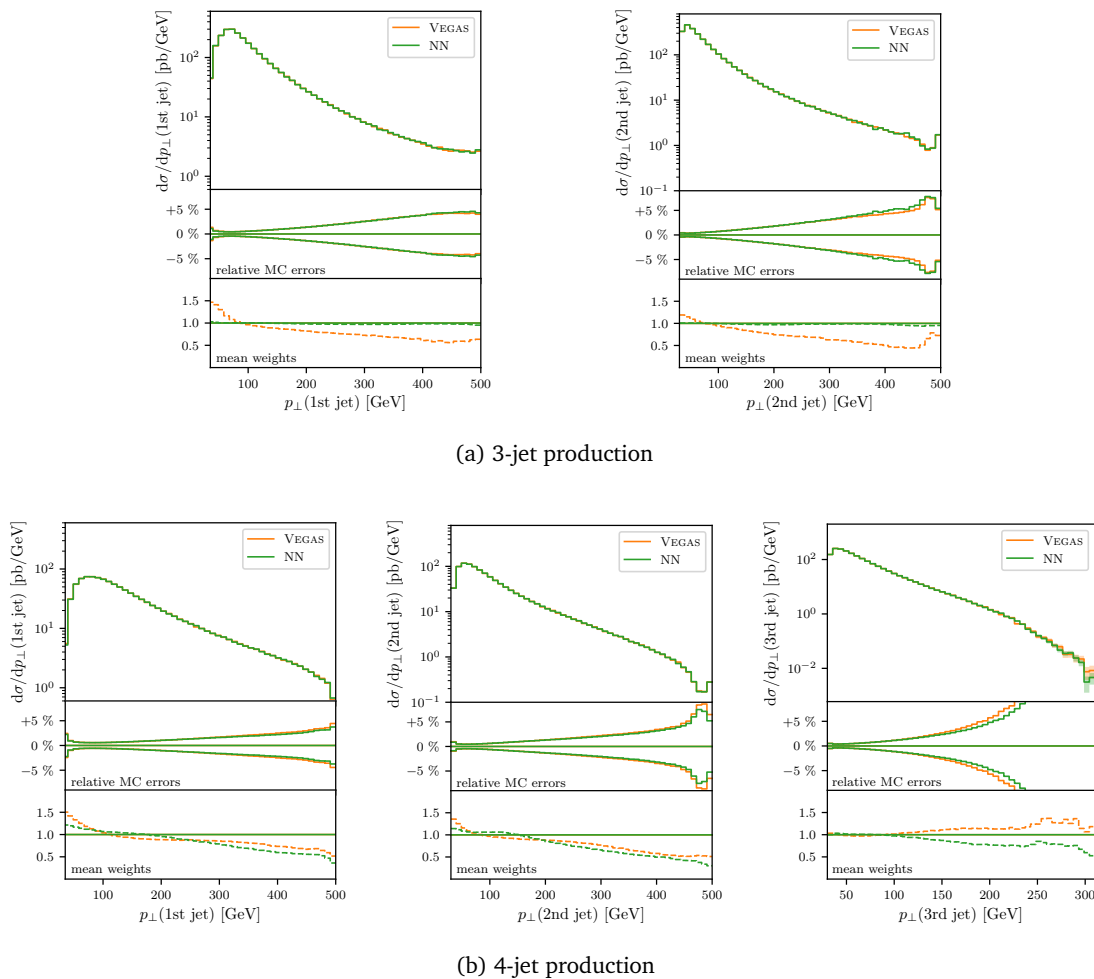 dσ/dp⊥(1st jet) [pb/GeV]
10²
10¹
10⁰
VEGAS
NN
+5 %
0 %
−5 %
relative MC errors
1.5
1.0
0.5
mean weights
100 200 300 400 500
p⊥(1st jet) [GeV]
dσ/dp⊥(2nd jet) [pb/GeV]
10²
10¹
10⁰
10⁻¹
VEGAS
NN
+5 %
0 %
−5 %
relative MC errors
1.5
1.0
0.5
mean weights
100 200 300 400 500
p⊥(2nd jet) [GeV]
(a) 3-jet production
dσ/dp⊥(1st jet) [pb/GeV]
10²
10¹
10⁰
VEGAS
NN
+5 %
0 %
−5 %
relative MC errors
1.5
1.0
0.5
mean weights
100 200 300 400 500
p⊥(1st jet) [GeV]
dσ/dp⊥(2nd jet) [pb/GeV]
10²
10¹
10⁰
10⁻¹
VEGAS
NN
+5 %
0 %
−5 %
relative MC errors
1.5
1.0
0.5
mean weights
100 200 300 400 500
p⊥(2nd jet) [GeV]
dσ/dp⊥(3rd jet) [pb/GeV]
10²
10⁰
10⁻²
VEGAS
NN
+5 %
0 %
−5 %
relative MC errors
1.5
1.0
0.5
mean weights
50 100 150 200 250 300
p⊥(3rd jet) [GeV]
(b) 4-jet production